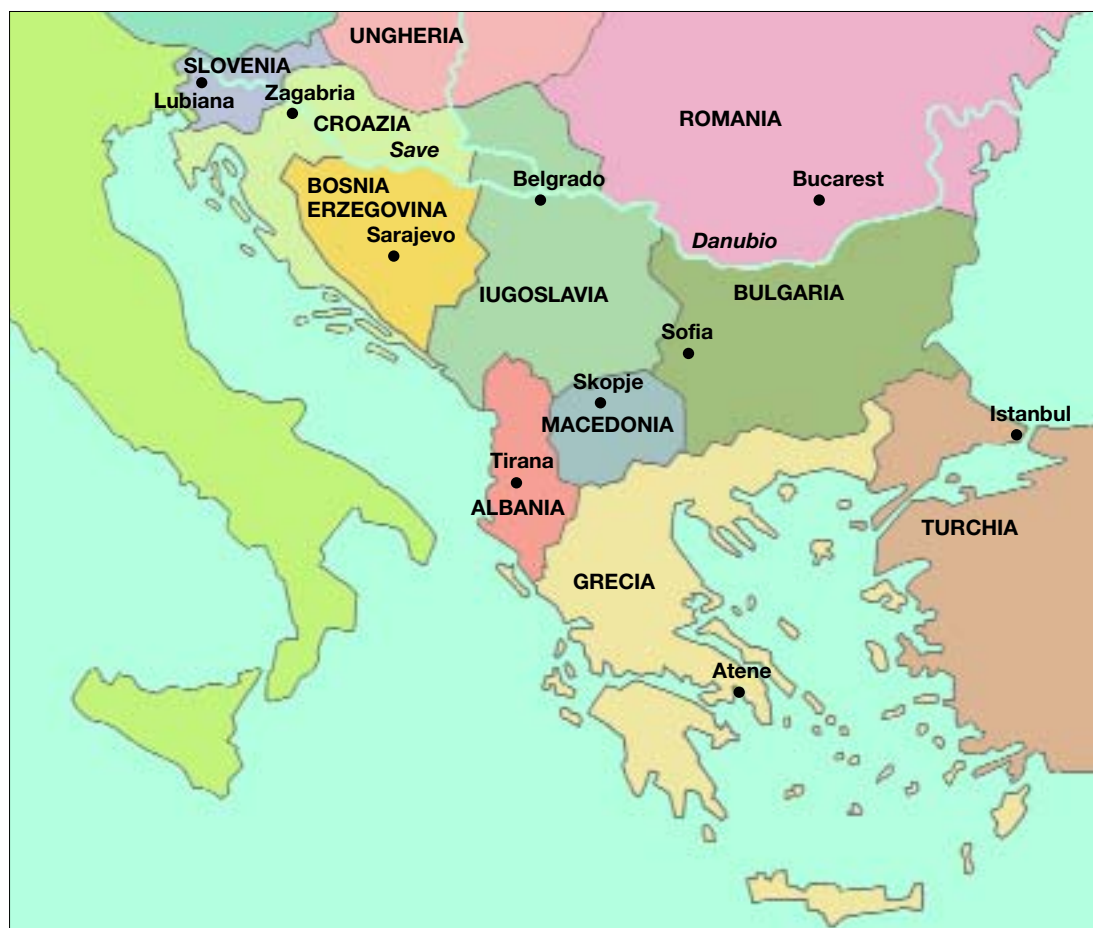 UNGHERIA
SLOVENIA
Lubiana
Zagabria
CROAZIA
Save
ROMANIA
BOSNIA
ERZEGOVINA
Sarajevo
Belgrado
Bucarest
Danubio
IUGOSLAVIA
BULGARIA
Sofia
Skopje
MACEDONIA
Istanbul
Tirana
ALBANIA
TURCHIA
GRECIA
Atene